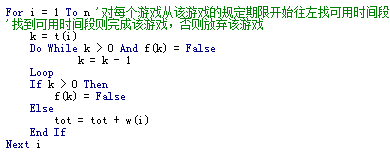 For i = 1 To n '对每个游戏从该游戏的规定期限开始往左找可用时间段
'找到可用时间段则完成该游戏，否则放弃该游戏
k = t(i)
Do While k > 0 And f(k) = False
k = k - 1
Loop
If k > 0 Then
f(k) = False
Else
tot = tot + w(i)
End If
Next i